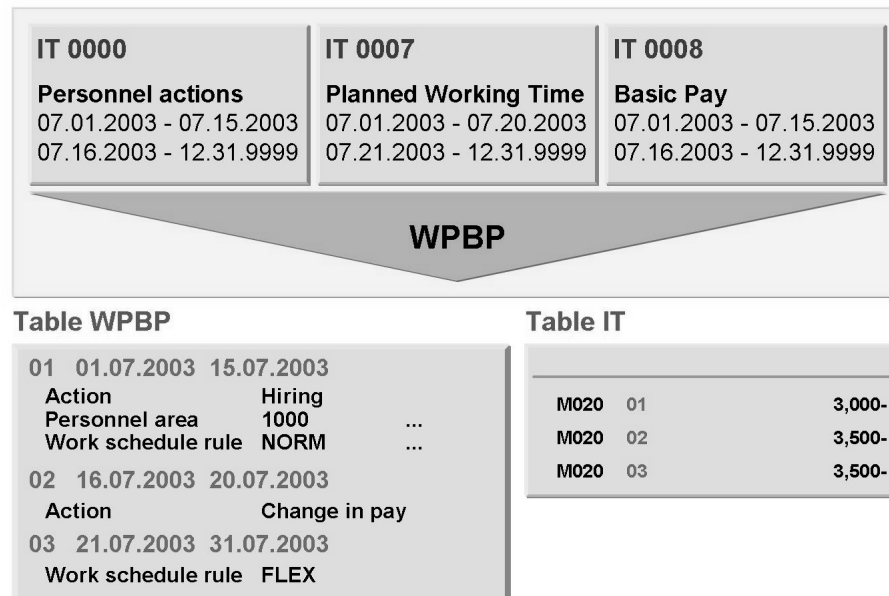 IT 0000
Personnel actions
07.01.2003 - 07.15.2003
07.16.2003 - 12.31.9999
IT 0007
Planned Working Time
07.01.2003 - 07.20.2003
07.21.2003 - 12.31.9999
IT 0008
Basic Pay
07.01.2003 - 07.15.2003
07.16.2003 - 12.31.9999
WPBP
Table WPBP
01 01.07.2003 15.07.2003
Action Hiring
Personnel area 1000 ...
Work schedule rule NORM ...
02 16.07.2003 20.07.2003
Action Change in pay
03 21.07.2003 31.07.2003
Work schedule rule FLEX
Table IT
M020 01 3,000-
M020 02 3,500-
M020 03 3,500-